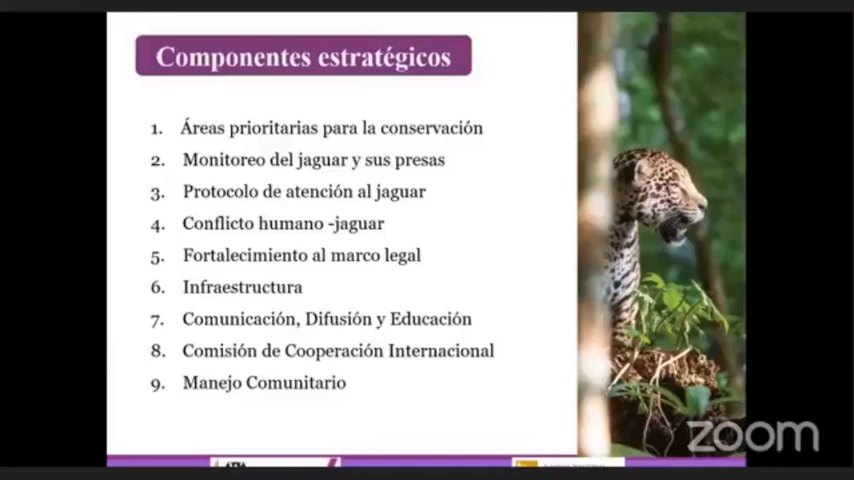 Componentes estratégicos
1. Áreas prioritarias para la conservación
2. Monitoreo del jaguar y sus presas
3. Protocolo de atención al jaguar
4. Conflicto humano -jaguar
5. Fortalecimiento al marco legal
6. Infraestructura
7. Comunicación, Difusión y Educación
8. Comisión de Cooperación Internacional
9. Manejo Comunitario
zoom